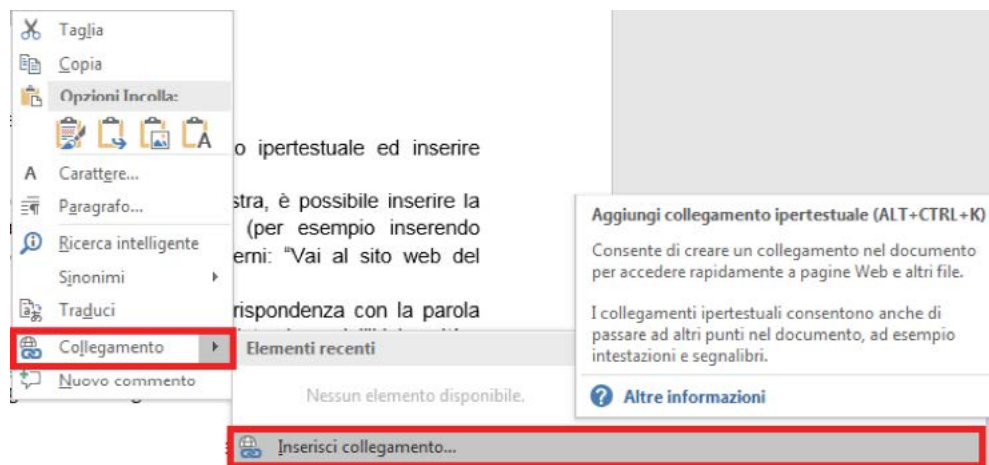 Taglia
Copia
Opzioni Incolla:
A
o ipertestuale ed inserire
A Carattere...
Paragrafo...
stra, è possibile inserire la
(per esempio inserendo
Ricerca intelligente
erni: “Vai al sito web del
Sinonimi
Traduci
rispondenza con la parola
Collegamento
Nuovo commento
Elementi recenti
Nessun elemento disponibile.
Inserisci collegamento...
Aggiungi collegamento ipertestuale (ALT+CTRL+K)
Consente di creare un collegamento nel documento
per accedere rapidamente a pagine Web e altri file.
I collegamenti ipertestuali consentono anche di
passare ad altri punti nel documento, ad esempio
intestazioni e segnalibri.
? Altre informazioni